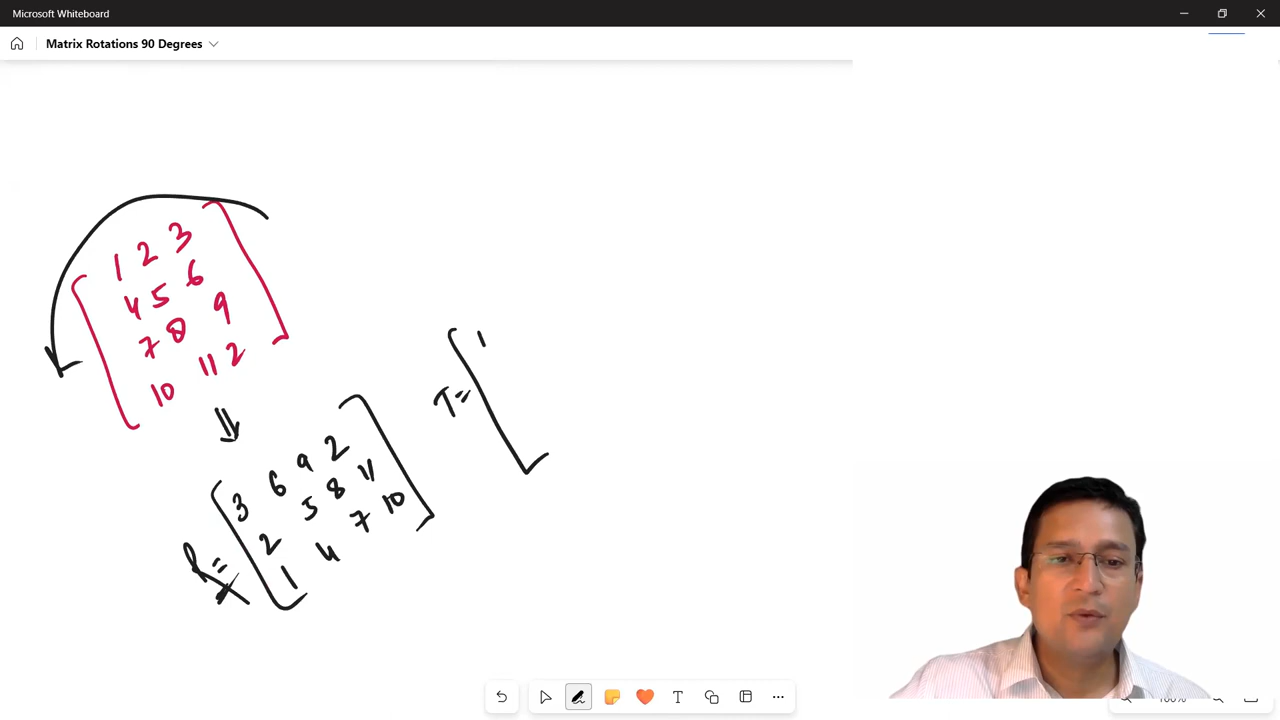 Microsoft Whiteboard
Matrix Rotations 90 Degrees
1 2 3
4 5 6
7 8 9
10 11 2
R=
3 6 9 2
2 5 8 11
1 4 7 10
T=
1
T
100%